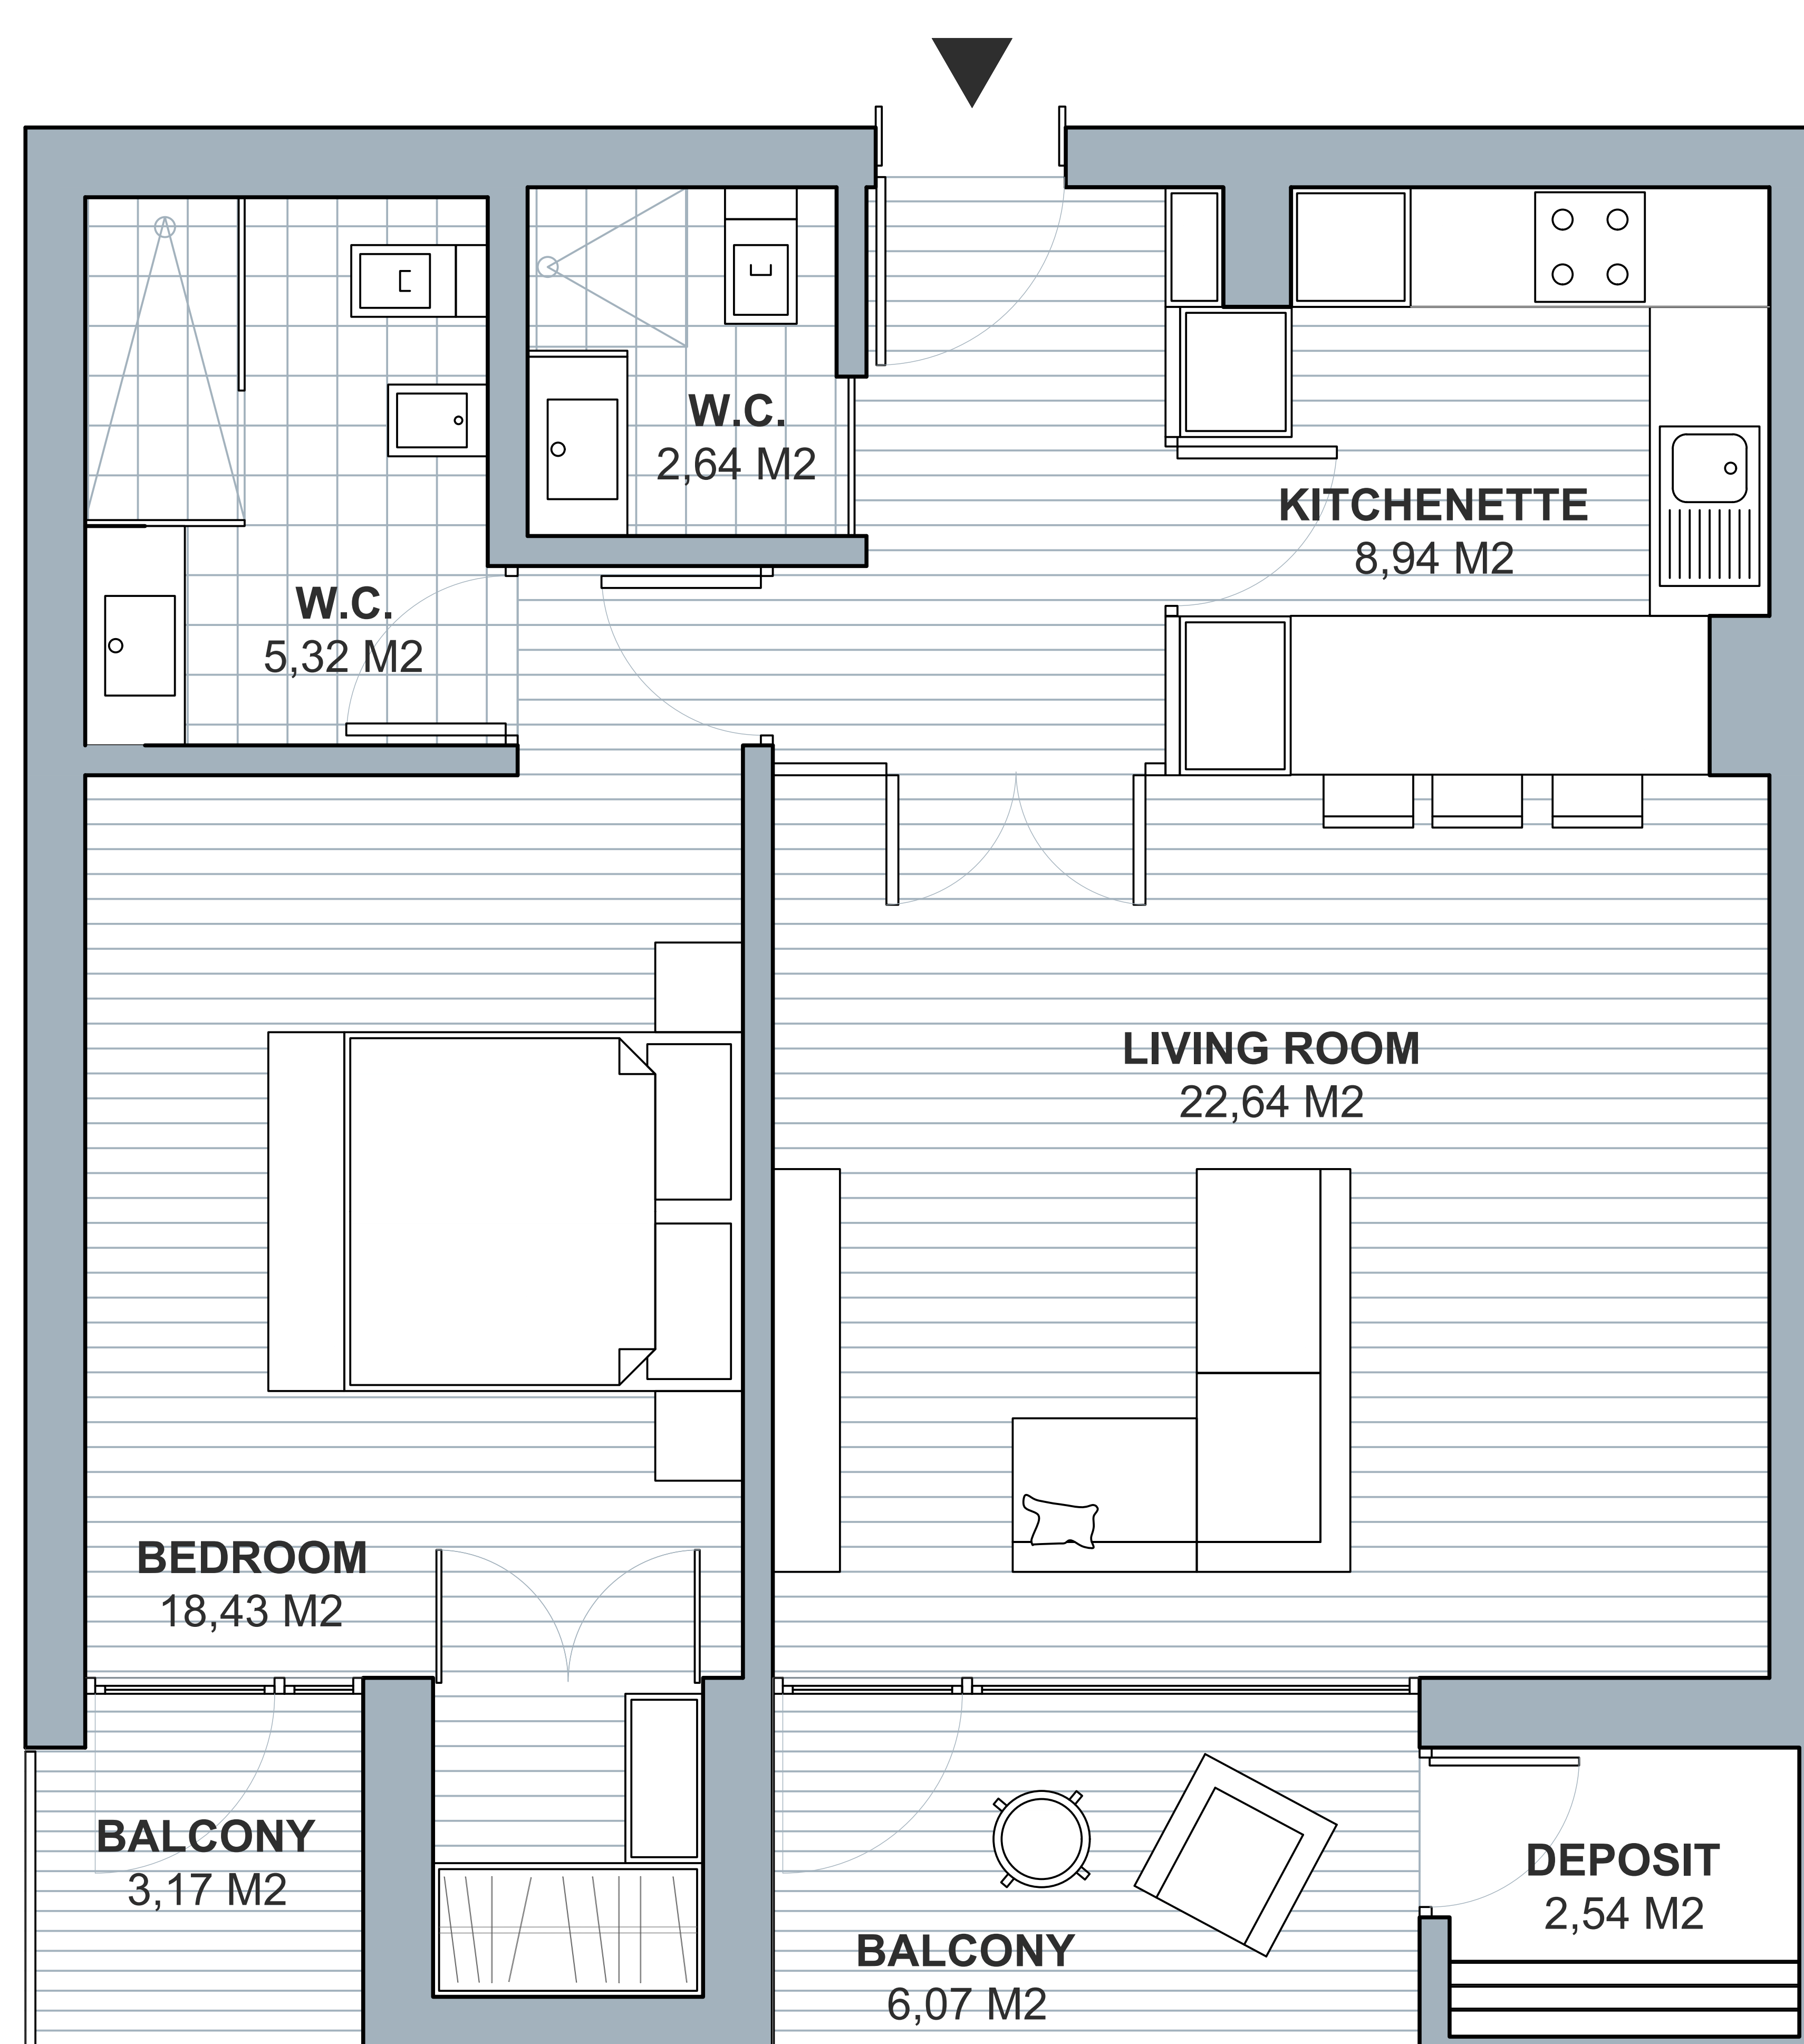 W.C.
2,64 M2
KITCHENETTE
8,94 M2
W.C.
5,32 M2
LIVING ROOM
22,64 M2
BEDROOM
18,43 M2
BALCONY
3,17 M2
DEPOSIT
2,54 M2
BALCONY
6,07 M2